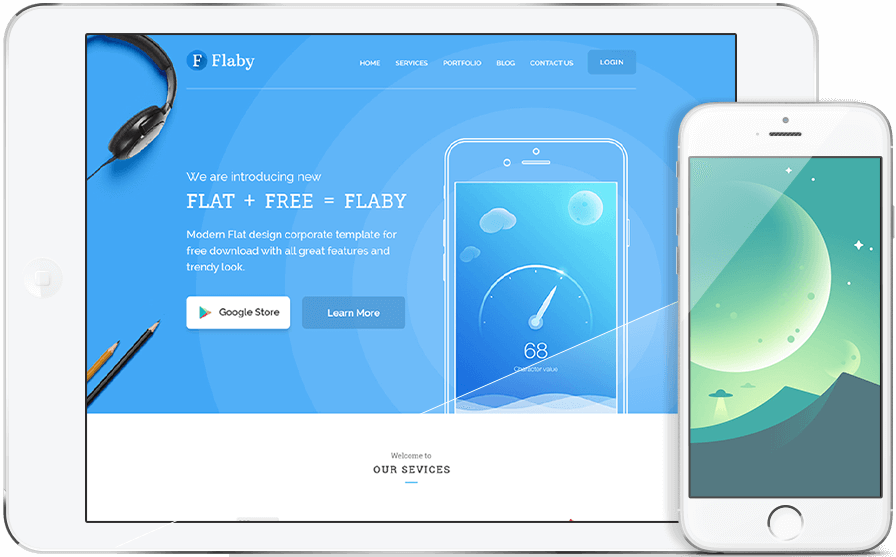 F Flaby
HOME SERVICES PORTFOLIO BLOG CONTACT US LOGIN
We are introducing new
FLAT + FREE = FLABY
Modern Flat design corporate template for
free download with all great features and
trendy look.
Google Store Learn More
68
Character value
Welcome to
OUR SEVICES